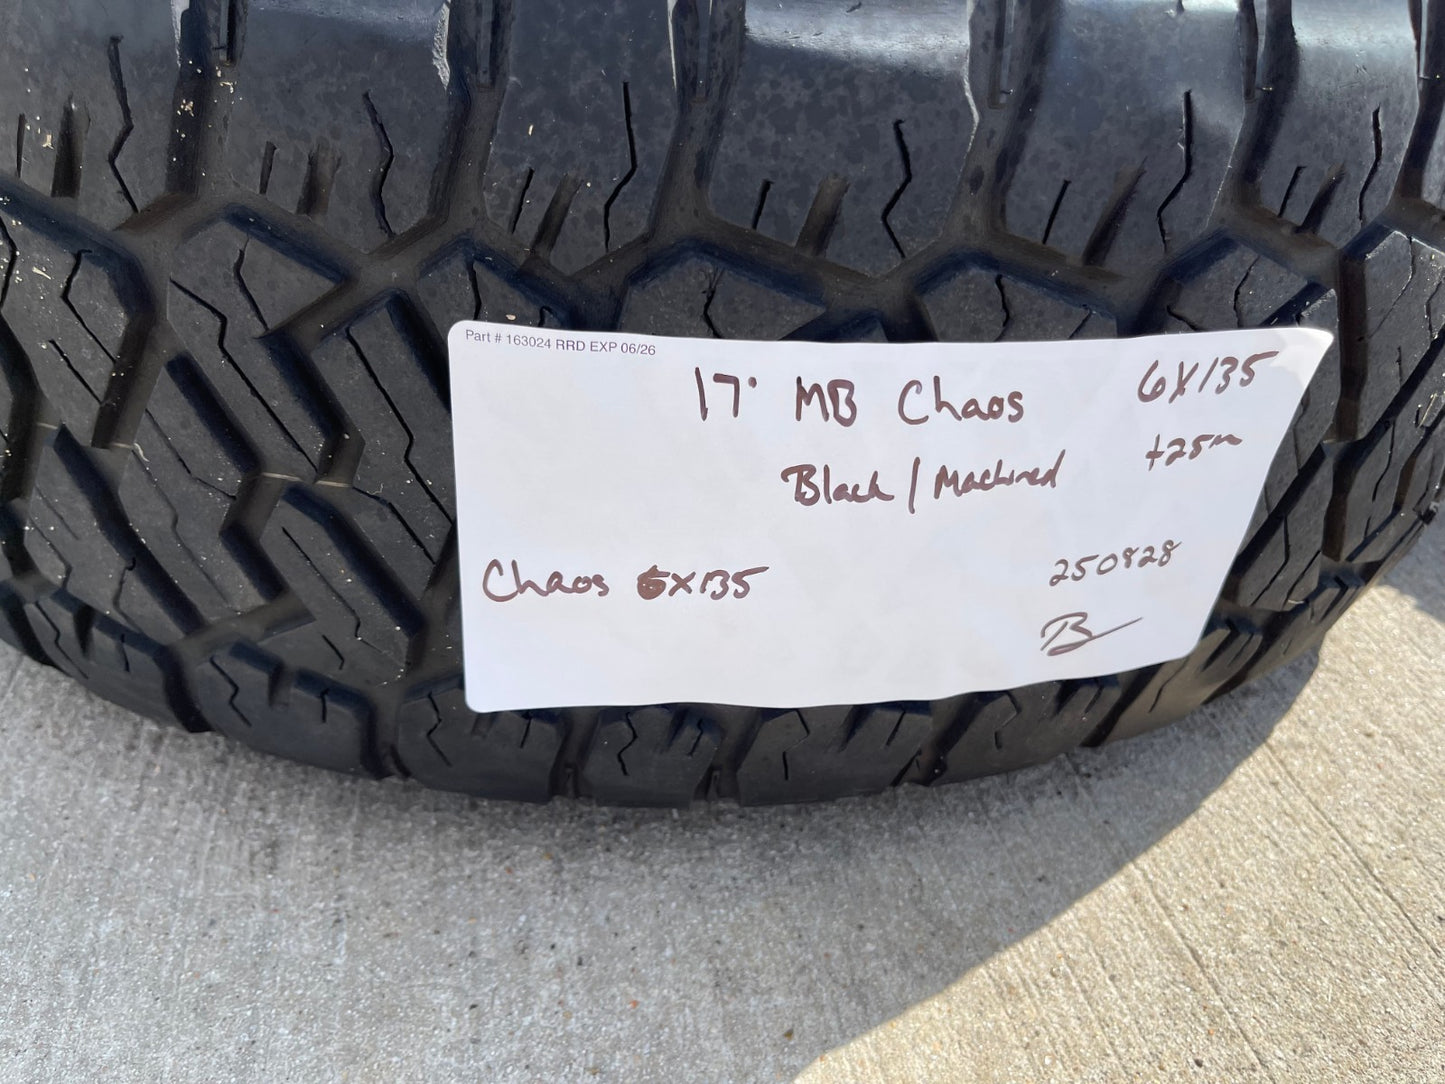 Part # 163024 RRD EXP 06/26
17" MB Chaos 6X135
Black / Machined +25m
Chaos 6X135 250828
B